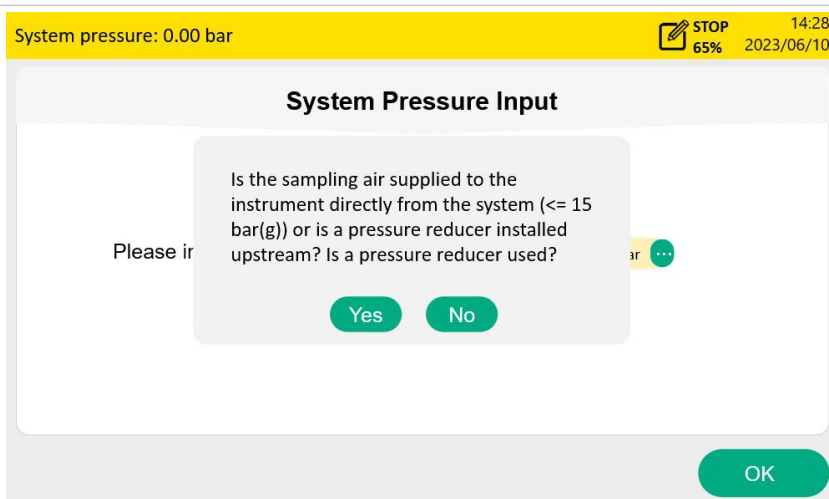 System pressure: 0.00 bar
STOP
65%
14:28
2023/06/10
System Pressure Input
Is the sampling air supplied to the
instrument directly from the system (<= 15
bar(g)) or is a pressure reducer installed
upstream? Is a pressure reducer used?
Please
Yes
No
OK